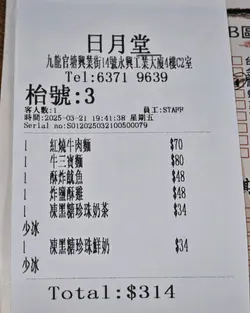 日月堂
九龍官塘興業街14號永興工業大廈4樓C2室
Tel:6371 9639
枱號:3
客人數:1 員工:STAFF
時間:2025-03-21 19:41:38 星期五
Serial no:S012025032100500079
1 紅燒牛肉麵 $70
1 牛三寶麵 $80
1 酥炸魷魚 $48
1 炸鹽酥雞 $48
1 凍黑糖珍珠奶茶 $34
少冰
1 凍黑糖珍珠鮮奶 $34
少冰
Total:$314